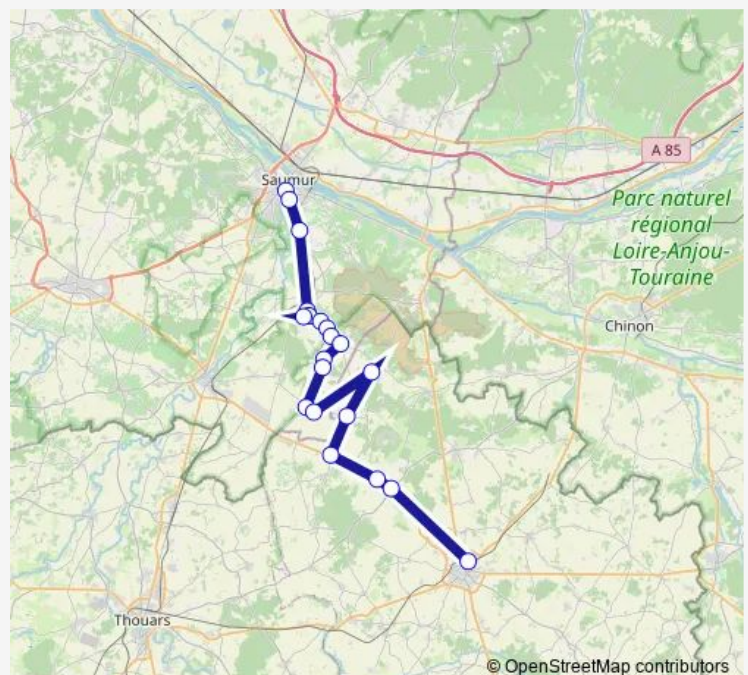 A 85
Saumur
Parc naturel
régional
Loire-Anjou-
Touraine
Chinon
Thouars
© OpenStreetMap contributors